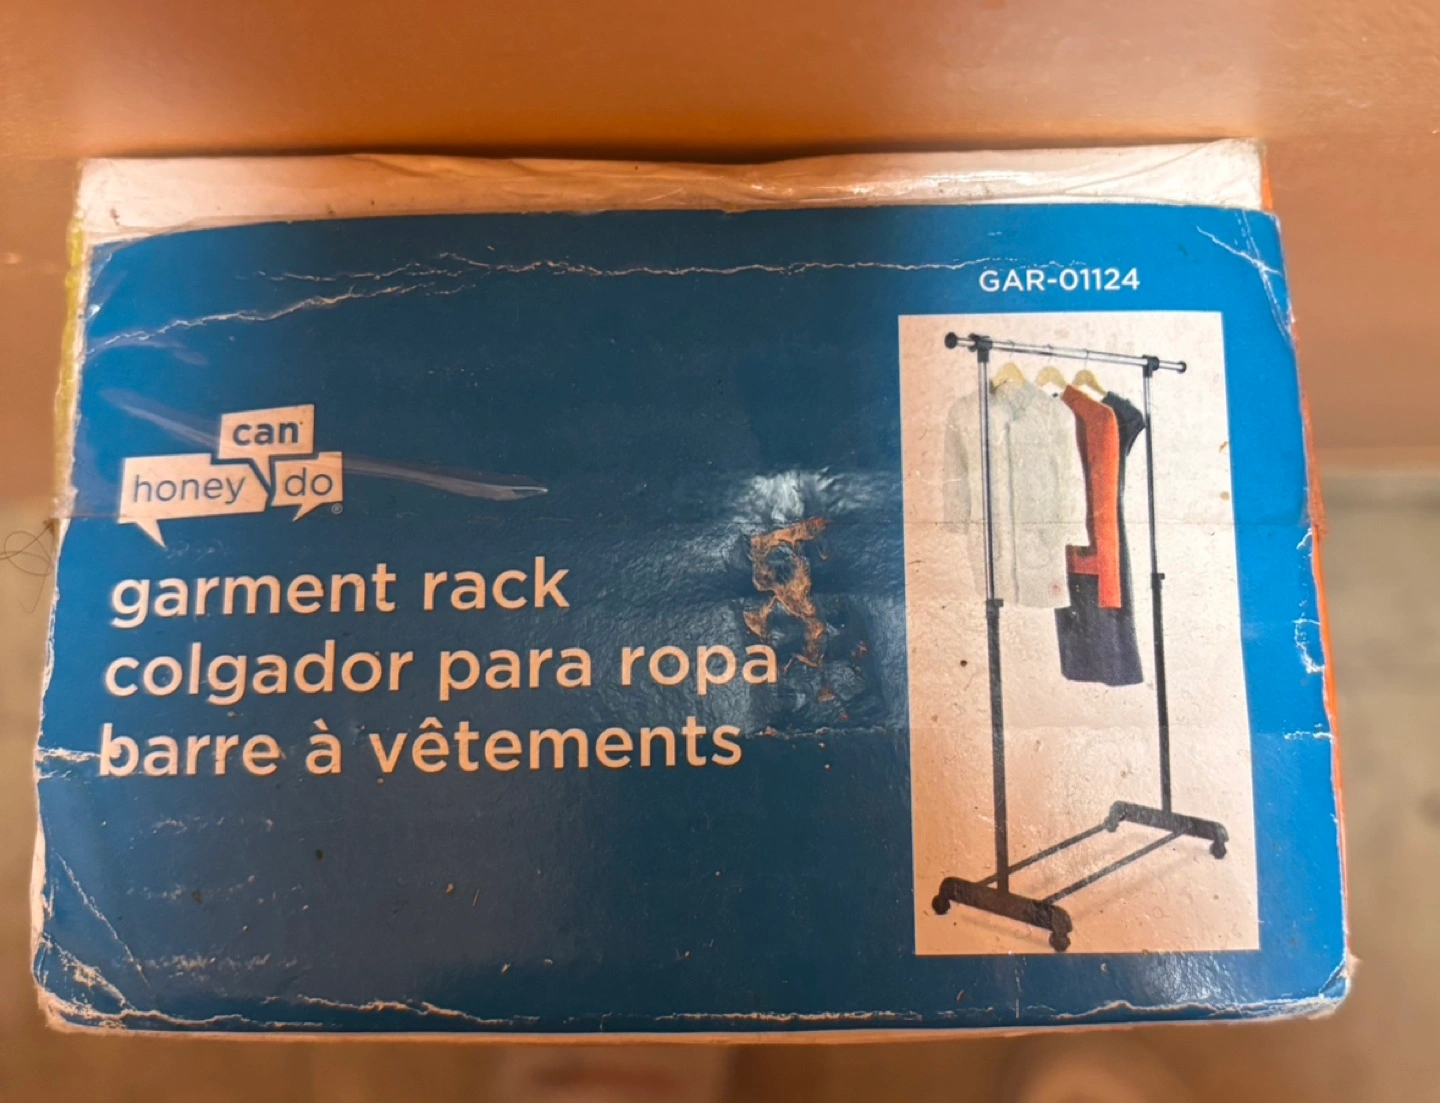 GAR-01124
can
honey do®
garment rack
colgador para ropa
barre à vêtements